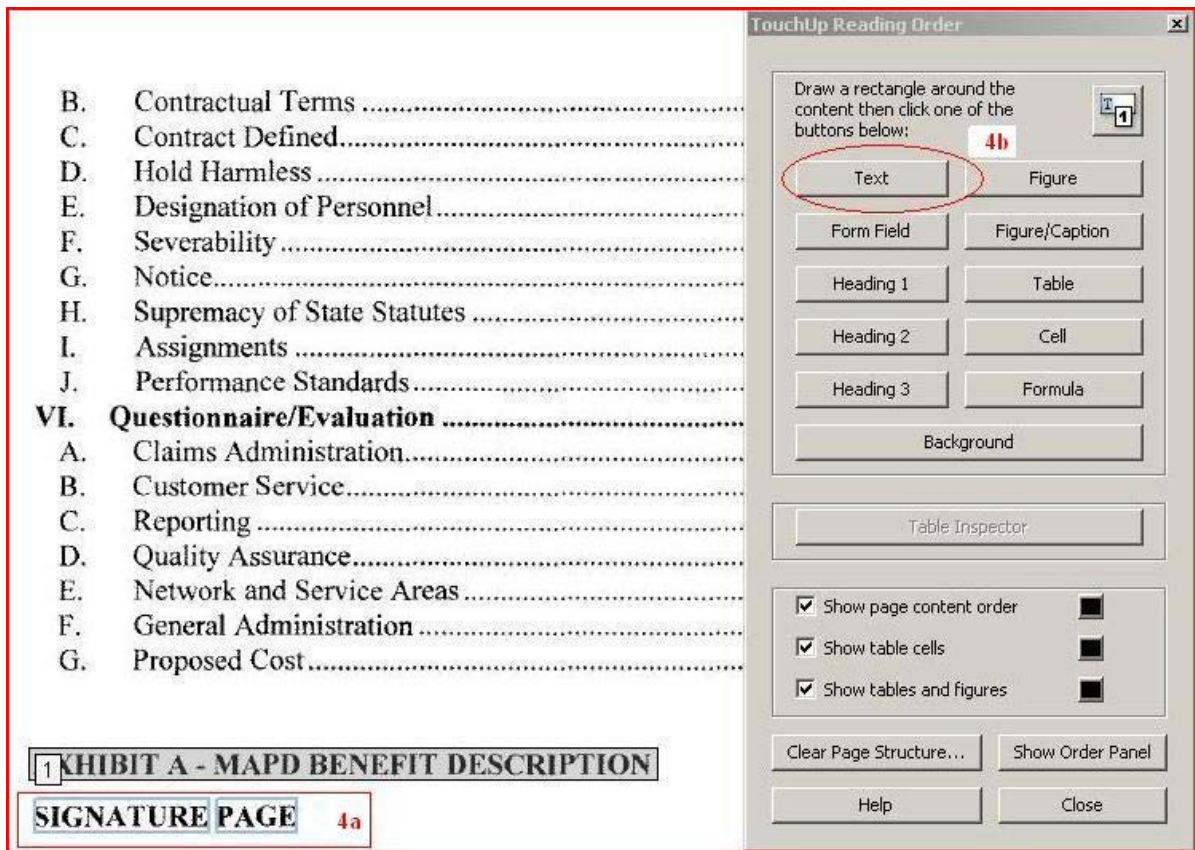 B. Contractual Terms ...............
C. Contract Defined...............
D. Hold Harmless ...............
E. Designation of Personnel...............
F. Severability ...............
G. Notice...............
H. Supremacy of State Statutes ...............
I. Assignments ...............
J. Performance Standards ...............
VI. Questionnaire/Evaluation ...............
A. Claims Administration...............
B. Customer Service...............
C. Reporting ...............
D. Quality Assurance...............
E. Network and Service Areas ...............
F. General Administration ...............
G. Proposed Cost...............
1 XHIBIT A - MAPD BENEFIT DESCRIPTION
SIGNATURE PAGE 4a
TouchUp Reading Order
Draw a rectangle around the
content then click one of the
buttons below:
T 1
4b
Text Figure
Form Field Figure/Caption
Heading 1 Table
Heading 2 Cell
Heading 3 Formula
Background
Table Inspector
Show page content order
Show table cells
Show tables and figures
Clear Page Structure... Show Order Panel
Help Close